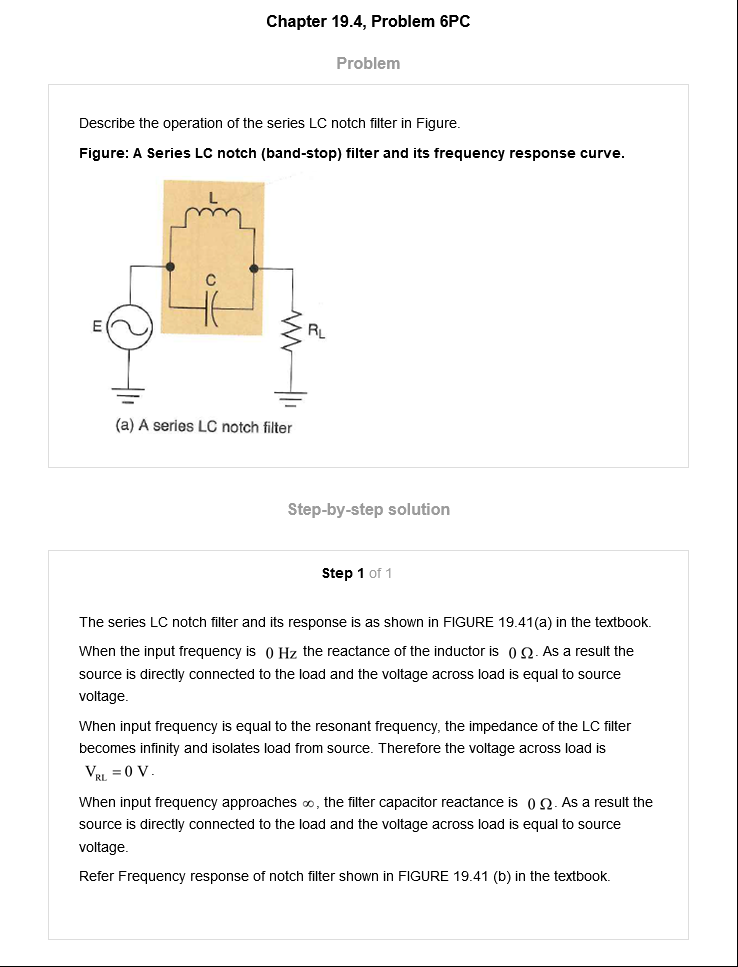 Chapter 19.4, Problem 6PC
Problem
Describe the operation of the series LC notch filter in Figure.
Figure: A Series LC notch (band-stop) filter and its frequency response curve.
L
C
E
RL
(a) A series LC notch filter
Step-by-step solution
Step 1 of 1
The series LC notch filter and its response is as shown in FIGURE 19.41(a) in the textbook.
When the input frequency is 0 Hz the reactance of the inductor is 0 Ω. As a result the
source is directly connected to the load and the voltage across load is equal to source
voltage.
When input frequency is equal to the resonant frequency, the impedance of the LC filter
becomes infinity and isolates load from source. Therefore the voltage across load is
VRL = 0 V.
When input frequency approaches ∞, the filter capacitor reactance is 0 Ω. As a result the
source is directly connected to the load and the voltage across load is equal to source
voltage.
Refer Frequency response of notch filter shown in FIGURE 19.41 (b) in the textbook.